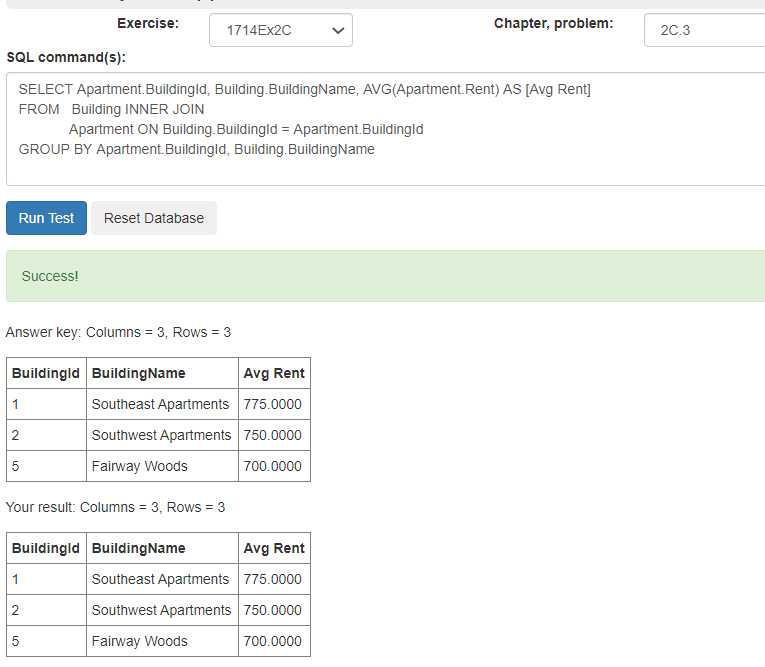 Exercise: 1714Ex2C Chapter, problem: 2C.3
SQL command(s):
SELECT Apartment.BuildingId, Building.BuildingName, AVG(Apartment.Rent) AS [Avg Rent]
FROM Building INNER JOIN
Apartment ON Building.BuildingId = Apartment.BuildingId
GROUP BY Apartment.BuildingId, Building.BuildingName
Run Test Reset Database
Success!
Answer key: Columns = 3, Rows = 3
BuildingId BuildingName Avg Rent
1 Southeast Apartments 775.0000
2 Southwest Apartments 750.0000
5 Fairway Woods 700.0000
Your result: Columns = 3, Rows = 3
BuildingId BuildingName Avg Rent
1 Southeast Apartments 775.0000
2 Southwest Apartments 750.0000
5 Fairway Woods 700.0000